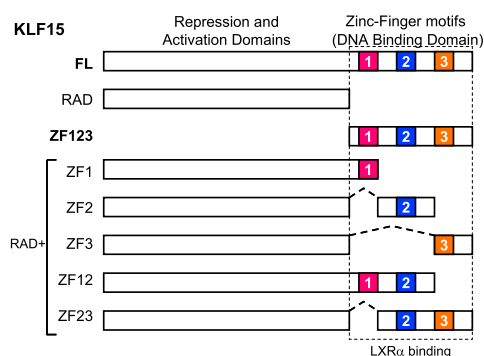 KLF15
Repression and
Activation Domains
Zinc-Finger motifs
(DNA Binding Domain)
FL 1 2 3
RAD
ZF123 1 2 3
RAD+
ZF1 1
ZF2 2
ZF3 3
ZF12 1 2
ZF23 2 3
LXRα binding